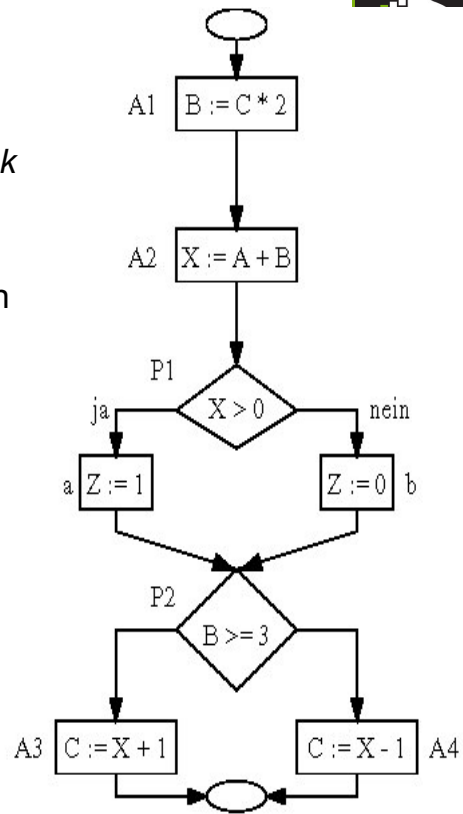 A1 B := C * 2
k
A2 X := A + B
n
P1
ja X > 0 nein
a Z := 1 Z := 0 b
P2
B >= 3
A3 C := X + 1 C := X - 1 A4